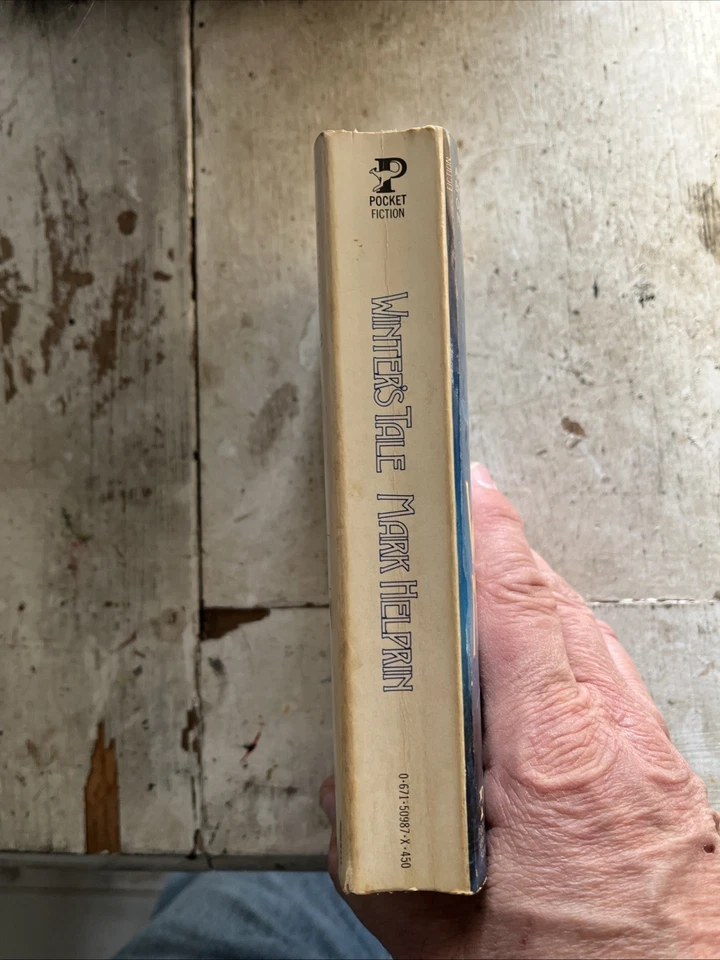 P
POCKET
FICTION
WINTER'S TALE MARK HELPRIN
0·671·50987·X·450